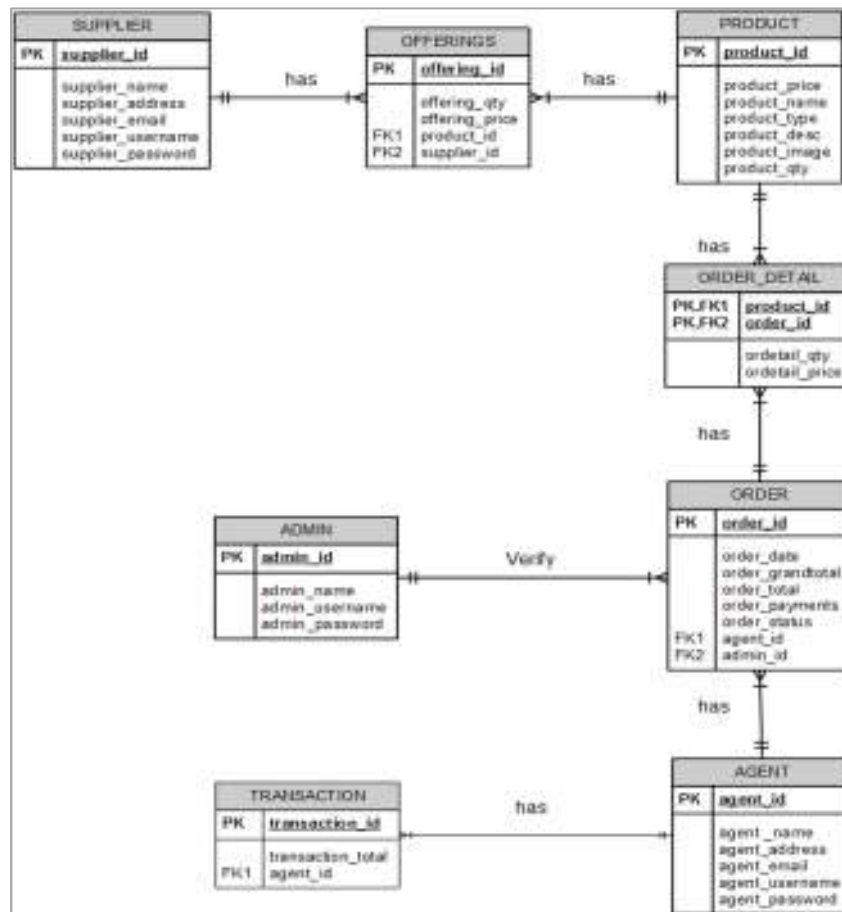 SUPPLIER
PK supplier_id
supplier_name
supplier_address
supplier_email
supplier_username
supplier_password
has
OFFERINGS
PK offering_id
offering_qty
offering_price
FK1 product_id
FK2 supplier_id
has
PRODUCT
PK product_id
product_price
product_name
product_type
product_desc
product_image
product_qty
has
ORDER_DETAIL
PK,FK1 product_id
PK,FK2 order_id
ordetail_qty
ordetail_price
has
ORDER
PK order_id
order_date
order_grandtotal
order_total
order_payments
order_status
FK1 agent_id
FK2 admin_id
ADMIN
PK admin_id
admin_name
admin_username
admin_password
Verify
has
AGENT
PK agent_id
agent_name
agent_address
agent_email
agent_username
agent_password
TRANSACTION
PK transaction_id
transaction_total
FK1 agent_id
has